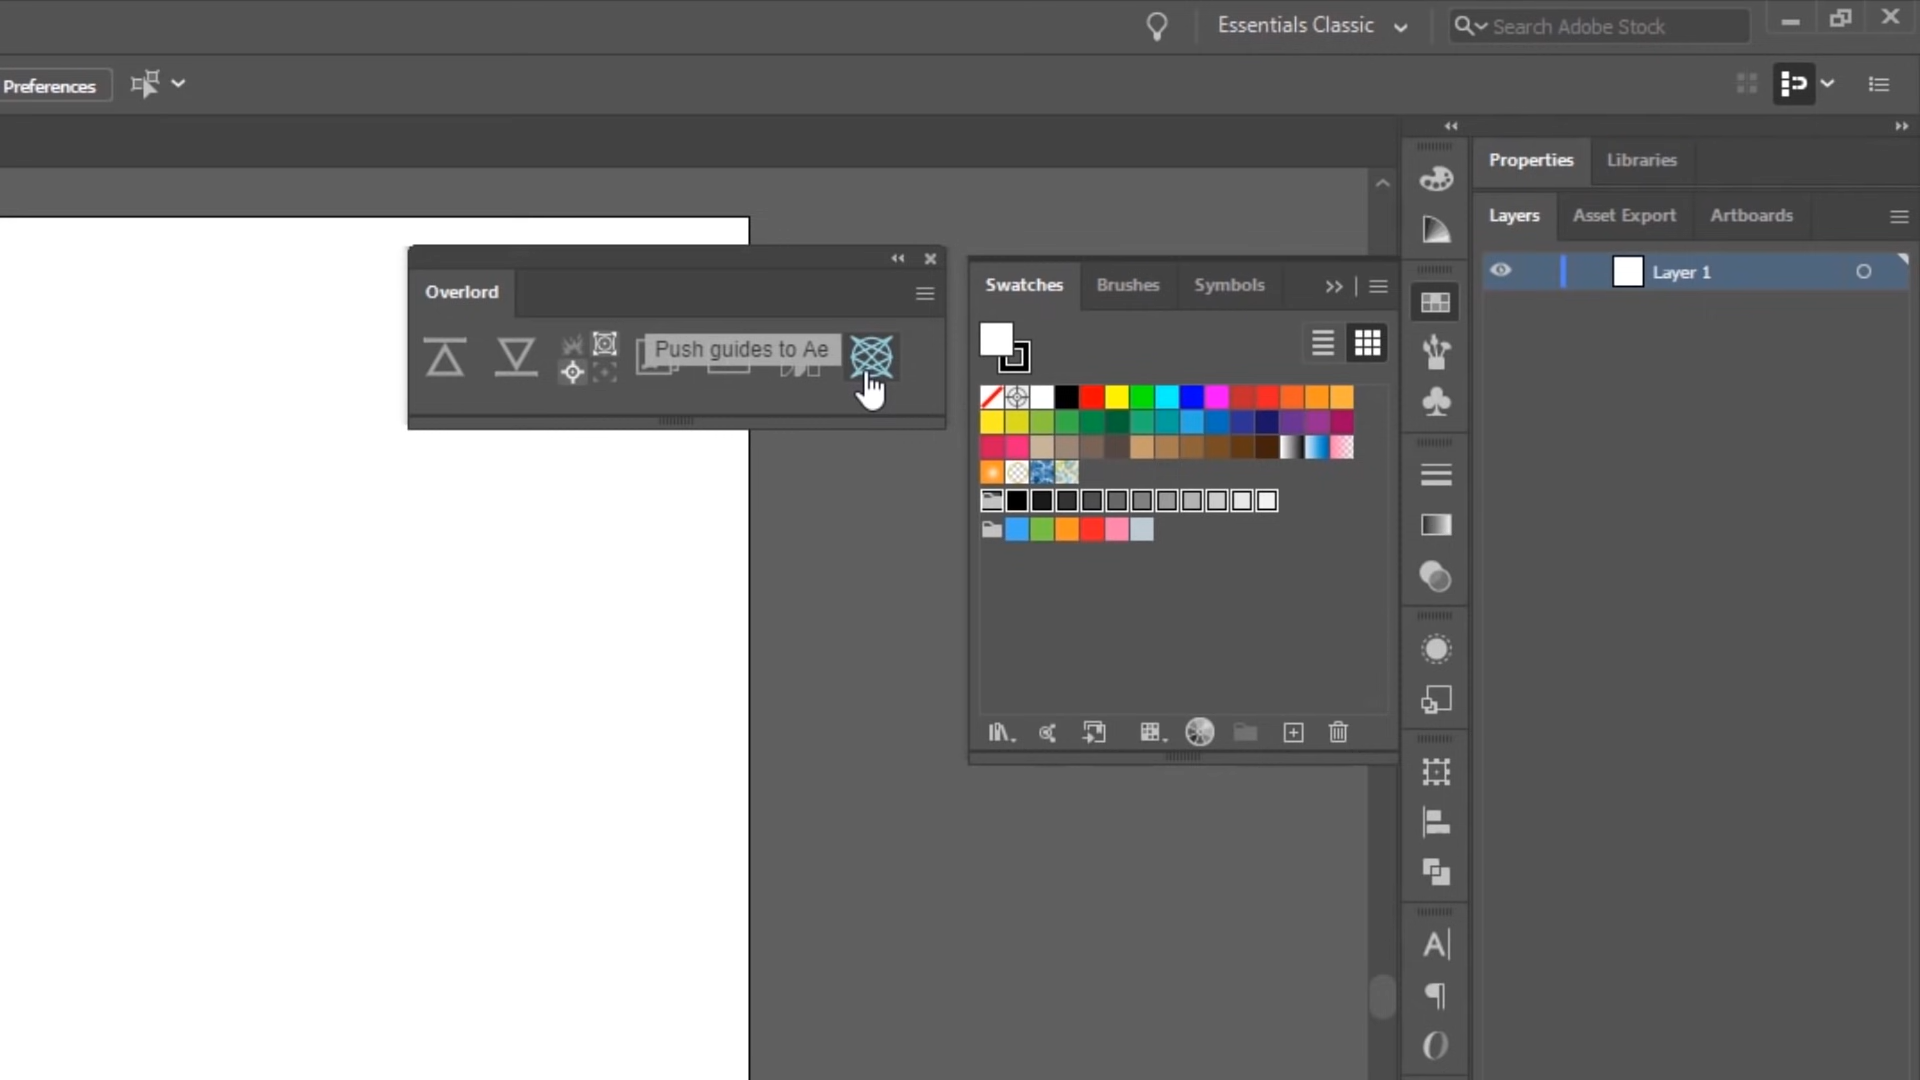 Essentials Classic
Search Adobe Stock
Preferences
Properties
Libraries
Layers
Asset Export
Artboards
Layer 1
Overlord
Push guides to Ae
Swatches
Brushes
Symbols